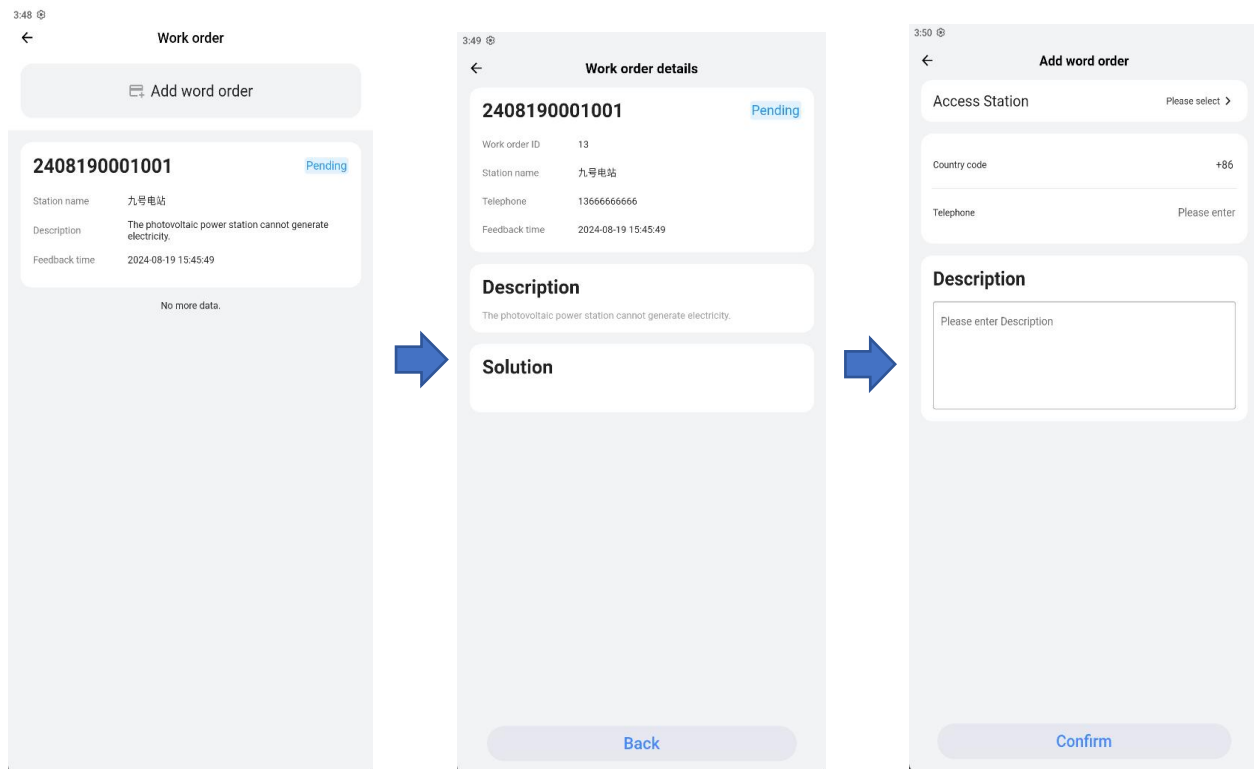 3:48
Work order
Add word order
2408190001001 Pending
Station name 九号电站
Description The photovoltaic power station cannot generate
electricity.
Feedback time 2024-08-19 15:45:49
No more data.
3:49
Work order details
2408190001001 Pending
Work order ID 13
Station name 九号电站
Telephone 13666666666
Feedback time 2024-08-19 15:45:49
Description
The photovoltaic power station cannot generate electricity.
Solution
Back
3:50
Add word order
Access Station Please select
Country code +86
Telephone Please enter
Description
Please enter Description
Confirm